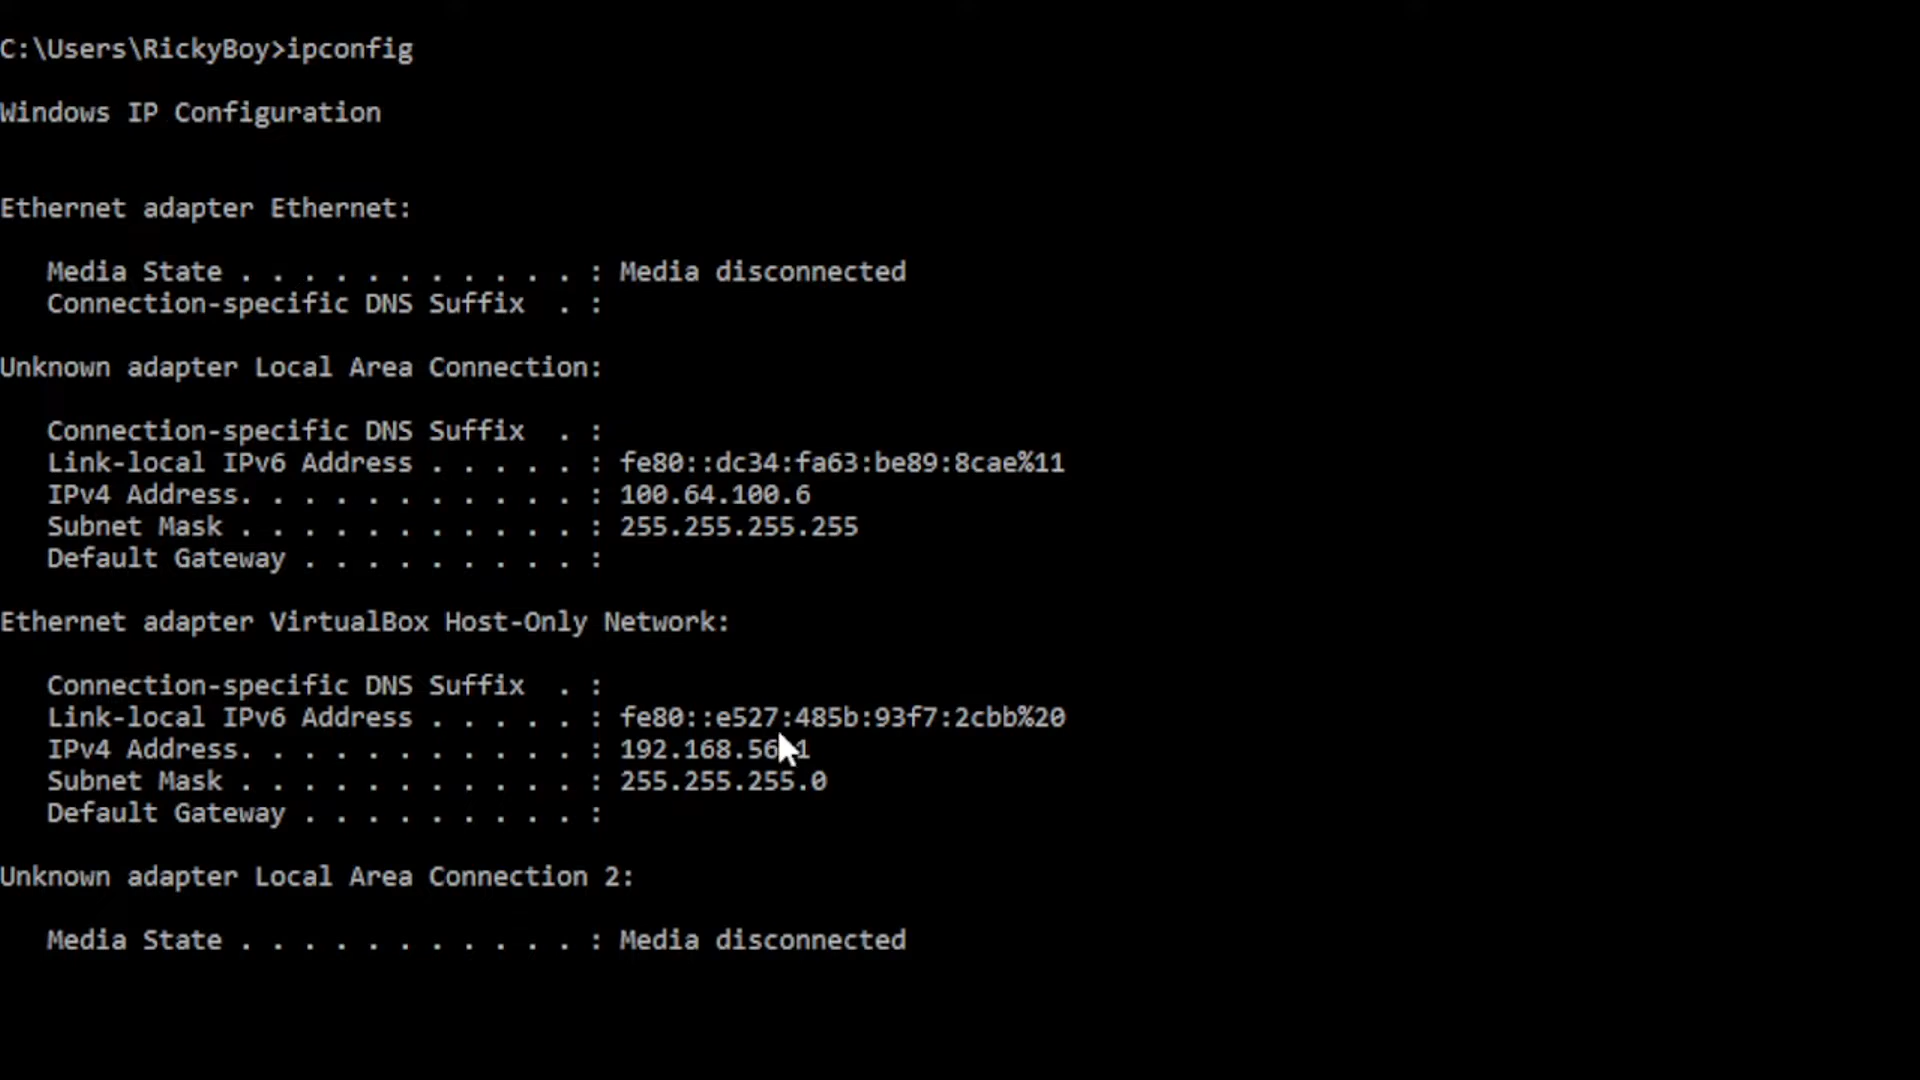 C:\Users\RickyBoy>ipconfig
Windows IP Configuration
Ethernet adapter Ethernet:
Media State . . . . . . . . . . . : Media disconnected
Connection-specific DNS Suffix  . :
Unknown adapter Local Area Connection:
Connection-specific DNS Suffix  . :
Link-local IPv6 Address . . . . . : fe80::dc34:fa63:be89:8cae%11
IPv4 Address. . . . . . . . . . . : 100.64.100.6
Subnet Mask . . . . . . . . . . . : 255.255.255.255
Default Gateway . . . . . . . . . :
Ethernet adapter VirtualBox Host-Only Network:
Connection-specific DNS Suffix  . :
Link-local IPv6 Address . . . . . : fe80::e527:485b:93f7:2cbb%20
IPv4 Address. . . . . . . . . . . : 192.168.56.1
Subnet Mask . . . . . . . . . . . : 255.255.255.0
Default Gateway . . . . . . . . . :
Unknown adapter Local Area Connection 2:
Media State . . . . . . . . . . . : Media disconnected